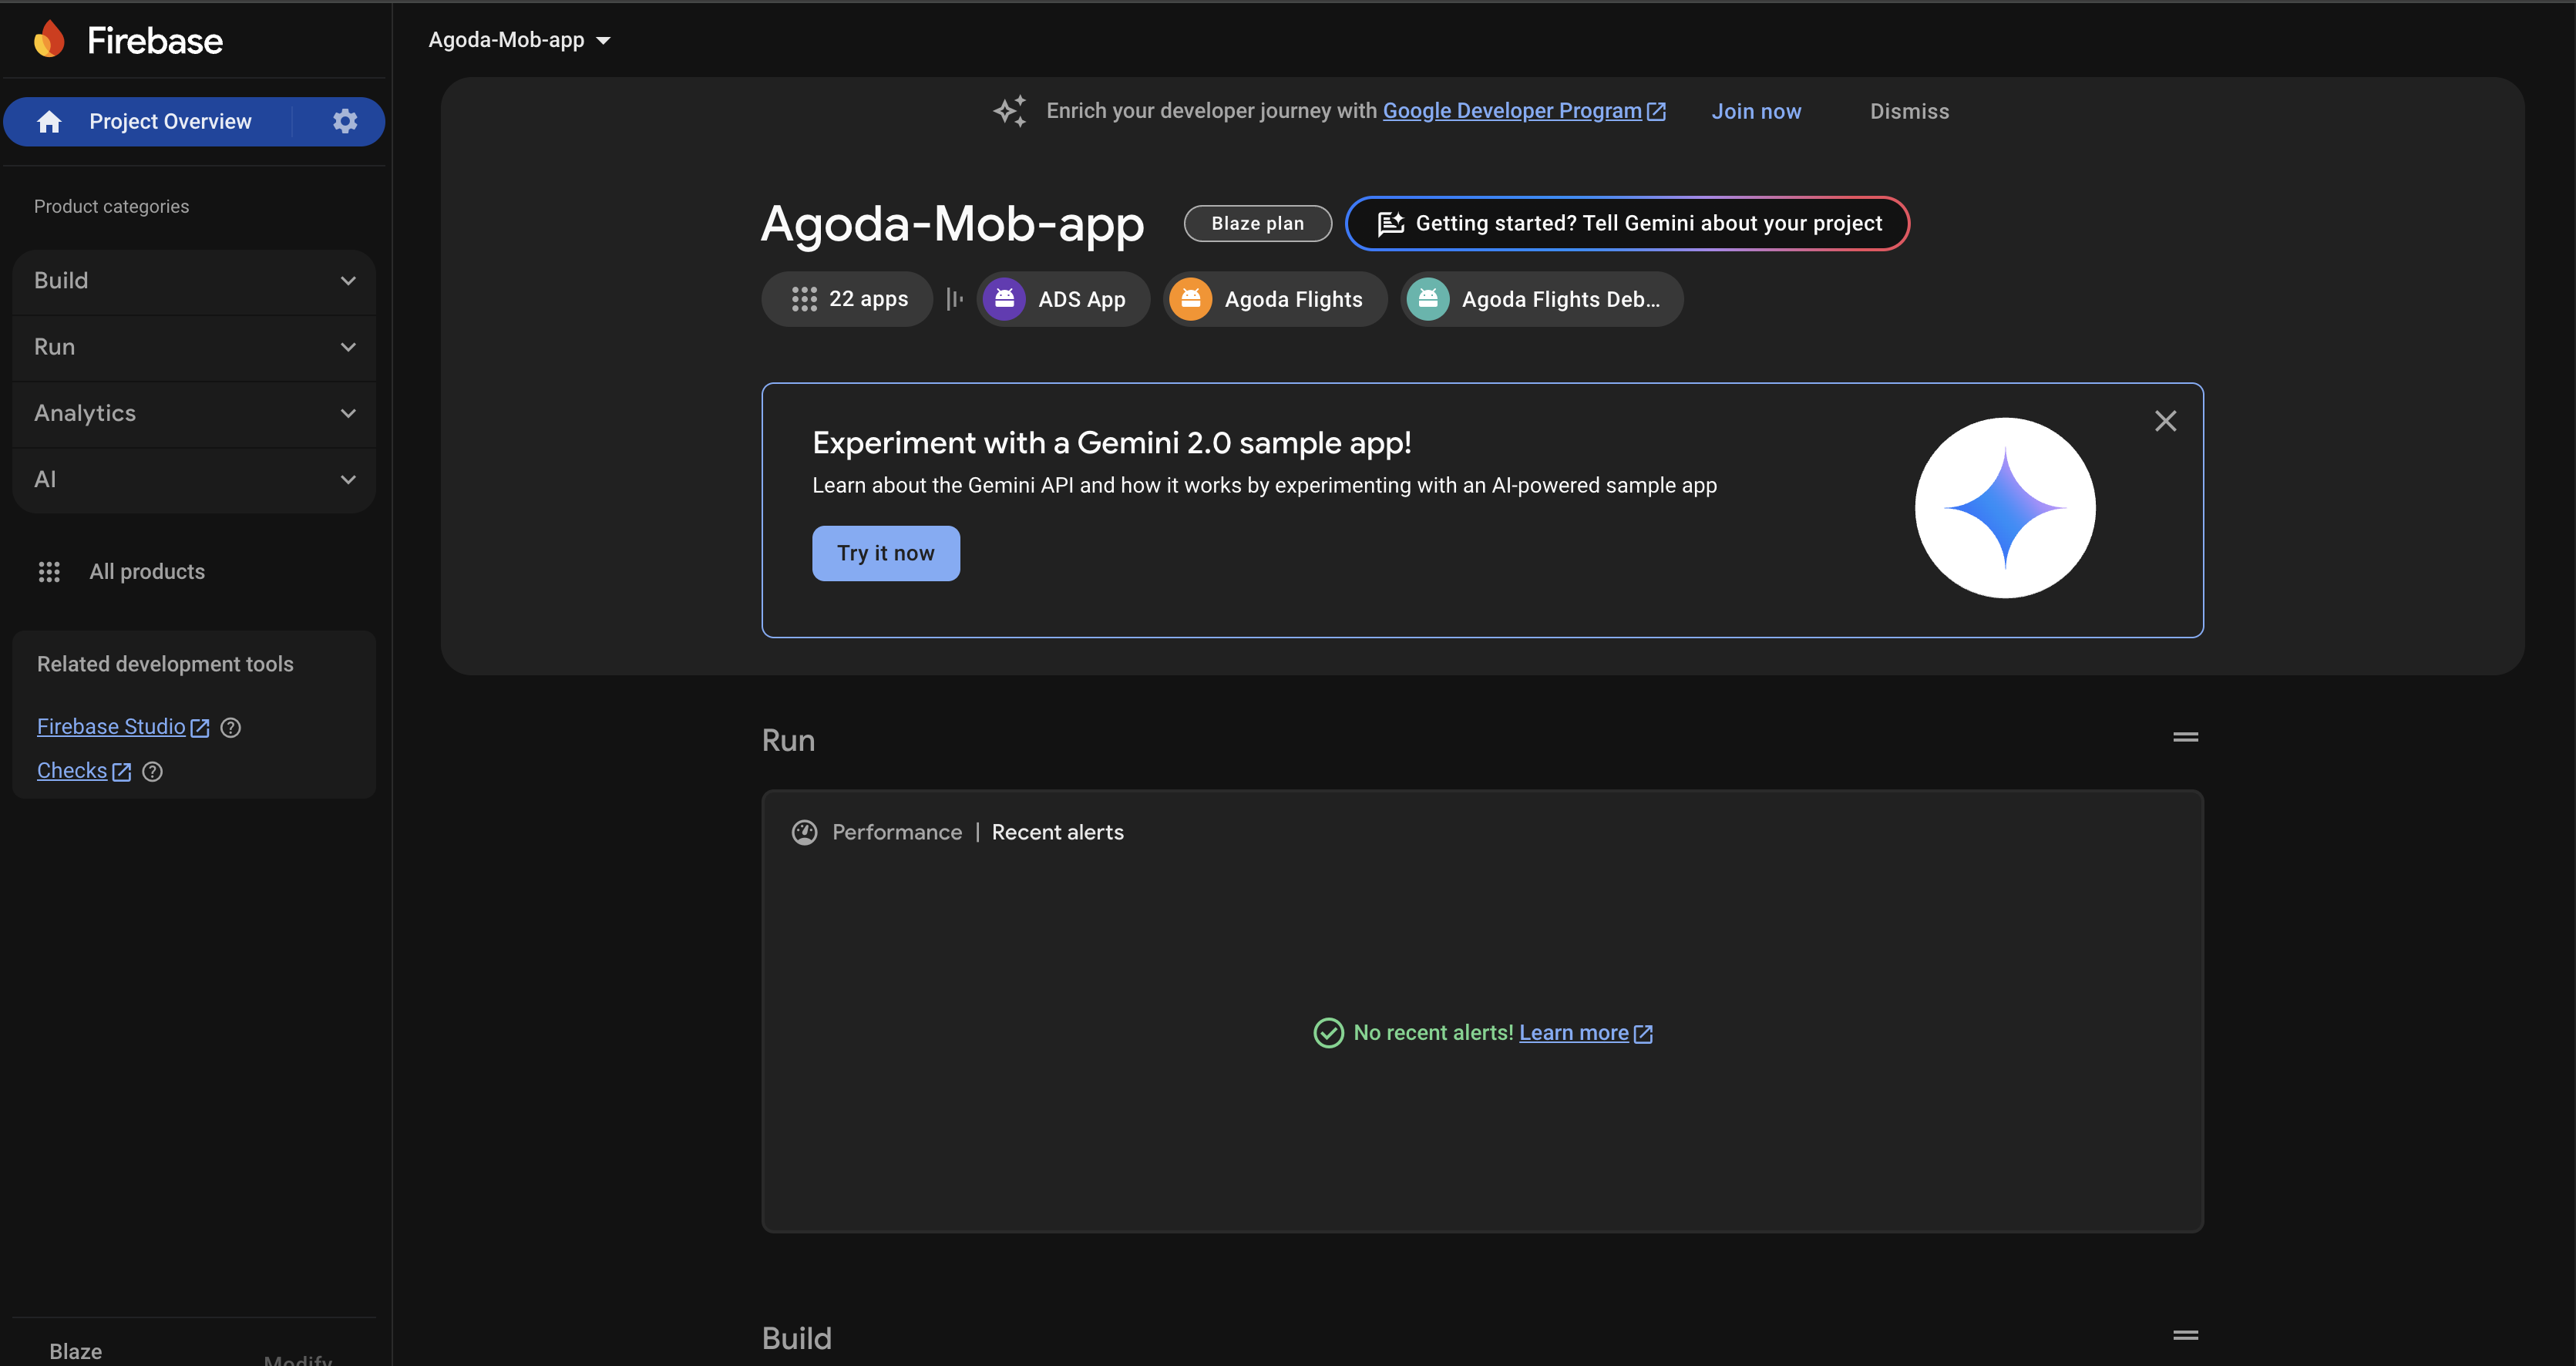 Firebase
Agoda-Mob-app
Project Overview
Enrich your developer journey with Google Developer Program
Join now
Dismiss
Product categories
Build
Run
Analytics
AI
All products
Related development tools
Firebase Studio
Checks
Agoda-Mob-app
Blaze plan
Getting started? Tell Gemini about your project
22 apps
ADS App
Agoda Flights
Agoda Flights Deb...
Experiment with a Gemini 2.0 sample app!
Learn about the Gemini API and how it works by experimenting with an AI-powered sample app
Try it now
Run
Performance | Recent alerts
No recent alerts! Learn more
Build
Blaze
Modify